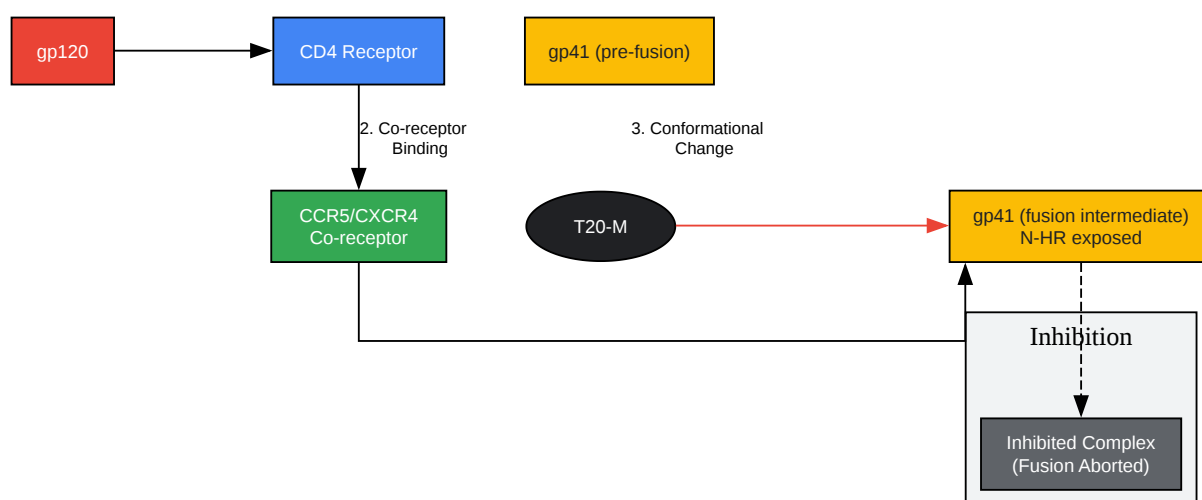 gp120
CD4 Receptor
gp41 (pre-fusion)
2. Co-receptor
Binding
3. Conformational
Change
CCR5/CXCR4
Co-receptor
T20-M
gp41 (fusion intermediate)
N-HR exposed
Inhibition
Inhibited Complex
(Fusion Aborted)